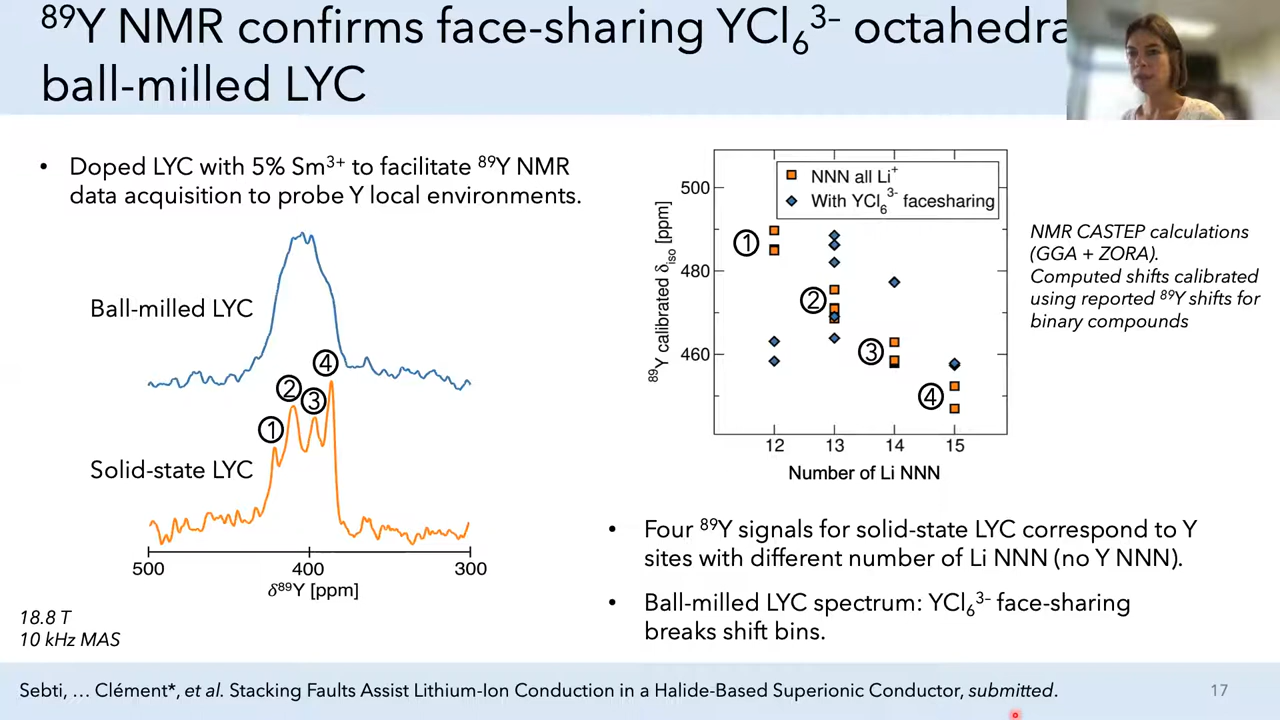 ⁸⁹Y NMR confirms face-sharing YCl₆³⁻ octahedra
ball-milled LYC
• Doped LYC with 5% Sm³⁺ to facilitate ⁸⁹Y NMR
data acquisition to probe Y local environments.
Ball-milled LYC
Solid-state LYC
1
2
3
4
500
400
300
δ⁸⁹Y [ppm]
18.8 T
10 kHz MAS
NNN all Li⁺
With YCl₆³⁻ facesharing
⁸⁹Y calibrated δiso [ppm]
500
480
460
1
2
3
4
12
13
14
15
Number of Li NNN
NMR CASTEP calculations
(GGA + ZORA).
Computed shifts calibrated
using reported ⁸⁹Y shifts for
binary compounds
• Four ⁸⁹Y signals for solid-state LYC correspond to Y
sites with different number of Li NNN (no Y NNN).
• Ball-milled LYC spectrum: YCl₆³⁻ face-sharing
breaks shift bins.
Sebti, … Clément*, et al. Stacking Faults Assist Lithium-Ion Conduction in a Halide-Based Superionic Conductor, submitted.
17